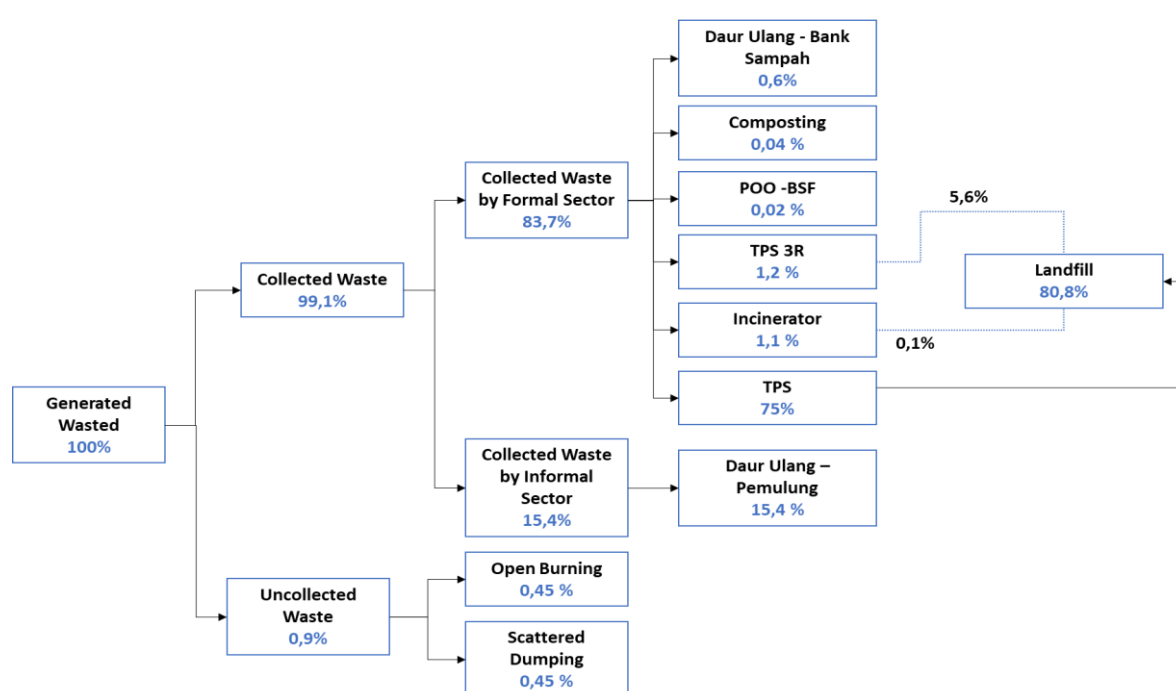 Daur Ulang - Bank
Sampah
0,6%
Composting
0,04 %
Collected Waste
by Formal Sector
83,7%
POO -BSF
0,02 %
5,6%
TPS 3R
1,2 %
Landfill
80,8%
Collected Waste
99,1%
Incinerator
1,1 %
0,1%
TPS
75%
Generated
Wasted
100%
Collected Waste
by Informal
Sector
15,4%
Daur Ulang –
Pemulung
15,4 %
Open Burning
0,45 %
Uncollected
Waste
0,9%
Scattered
Dumping
0,45 %